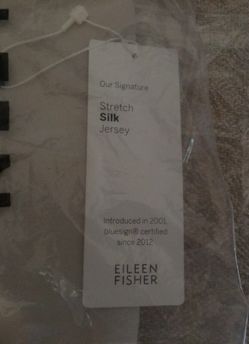 Our Signature
Stretch
Silk
Jersey
Introduced in 2001,
bluesign® certified
since 2012
EILEEN
FISHER